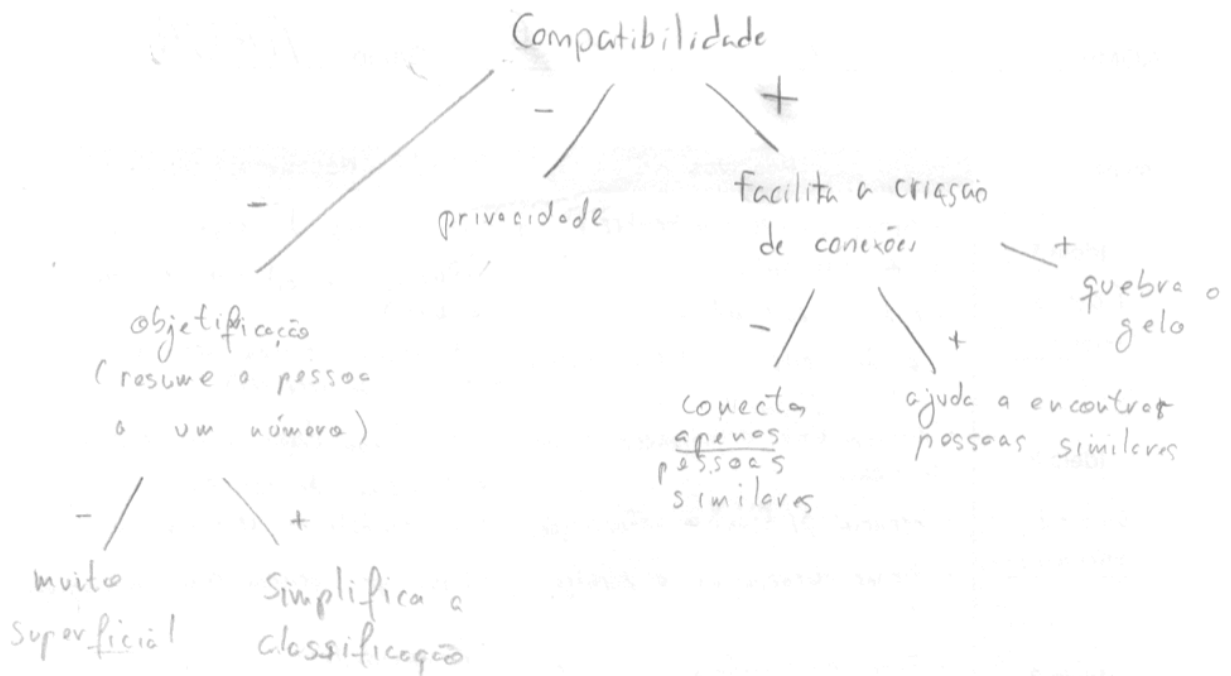 Compatibilidade
-
-
+
privacidade
facilita a criação
de conexões
+
quebra o
gelo
objetificação
(resume a pessoa
a um número)
-
+
conecta
apenas
pessoas
similares
ajuda a encontrar
pessoas similares
-
+
muito
superficial
simplifica a
classificação